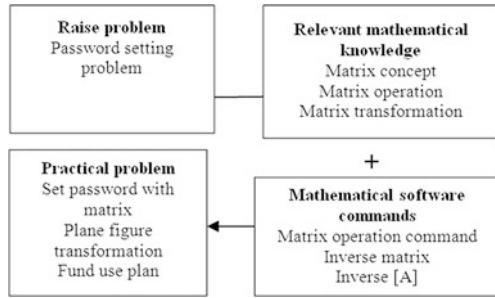 Raise problem
Password setting
problem
Relevant mathematical
knowledge
Matrix concept
Matrix operation
Matrix transformation
Practical problem
Set password with
matrix
Plane figure
transformation
Fund use plan
+
Mathematical software
commands
Matrix operation command
Inverse matrix
Inverse [A]